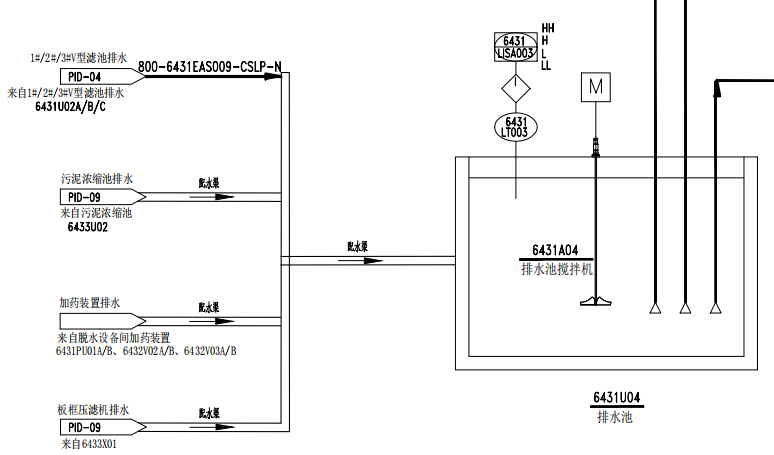 1#/2#/3#V型滤池排水
PID-04
800-6431EAS009-CSLP-N
来自1#/2#/3#V型滤池排水
6431U02A/B/C
污泥浓缩池排水
PID-09
来自污泥浓缩池
6433U02
配水渠
加药装置排水
来自脱水设备间加药装置
6431PU01A/B、6432V02A/B、6432V03A/B
配水渠
板框压滤机排水
PID-09
来自6433X01
配水渠
配水渠
6431
LISA003
HH
H
L
LL
I
6431
LT003
M
6431A04
排水池搅拌机
6431U04
排水池